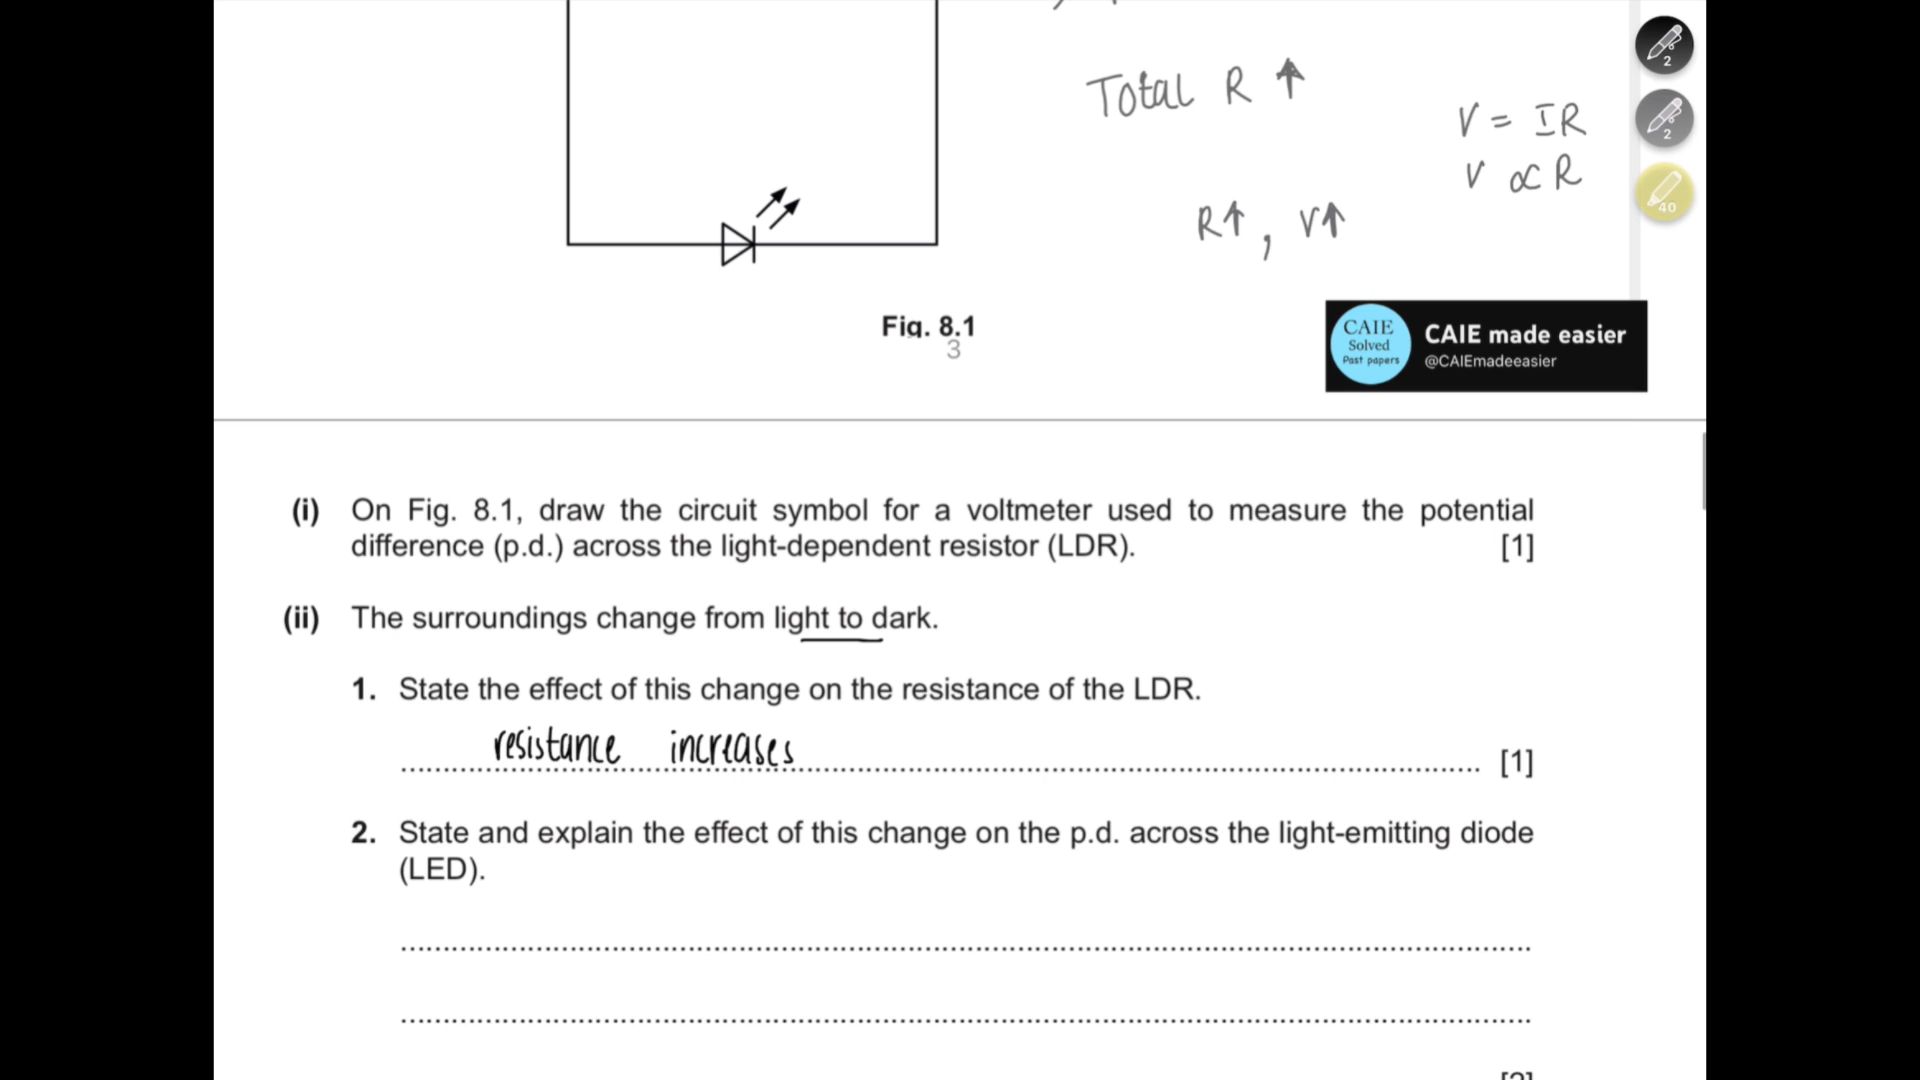 Total R ↑
2
V = IR
2
V ∝ R
40
R↑, V↑
Fig. 8.1
3
CAIE
Solved
Past papers
CAIE made easier
@CAIEmadeeasier
(i) On Fig. 8.1, draw the circuit symbol for a voltmeter used to measure the potential
difference (p.d.) across the light-dependent resistor (LDR). [1]
(ii) The surroundings change from light to dark.
1. State the effect of this change on the resistance of the LDR.
resistance increases [1]
2. State and explain the effect of this change on the p.d. across the light-emitting diode
(LED).